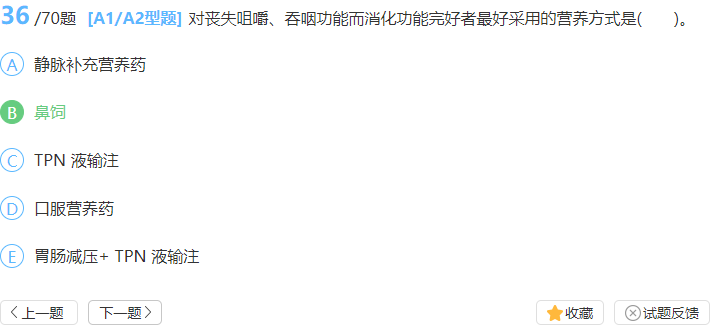 36/70题 [A1/A2型题] 对丧失咀嚼、吞咽功能而消化功能完好者最好采用的营养方式是( )。
A 静脉补充营养药
B 鼻饲
C TPN 液输注
D 口服营养药
E 胃肠减压+ TPN 液输注
上一题 下一题 收藏 试题反馈